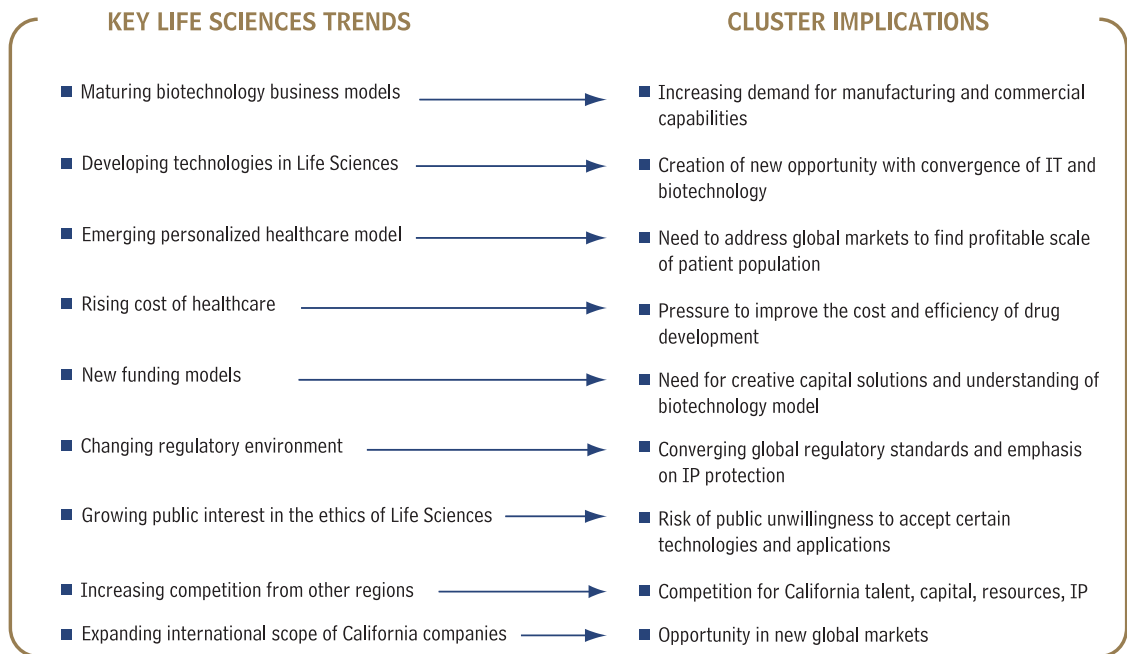 KEY LIFE SCIENCES TRENDS
CLUSTER IMPLICATIONS
Maturing biotechnology business models
Increasing demand for manufacturing and commercial
capabilities
Developing technologies in Life Sciences
Creation of new opportunity with convergence of IT and
biotechnology
Emerging personalized healthcare model
Need to address global markets to find profitable scale
of patient population
Rising cost of healthcare
Pressure to improve the cost and efficiency of drug
development
New funding models
Need for creative capital solutions and understanding of
biotechnology model
Changing regulatory environment
Converging global regulatory standards and emphasis
on IP protection
Growing public interest in the ethics of Life Sciences
Risk of public unwillingness to accept certain
technologies and applications
Increasing competition from other regions
Competition for California talent, capital, resources, IP
Expanding international scope of California companies
Opportunity in new global markets